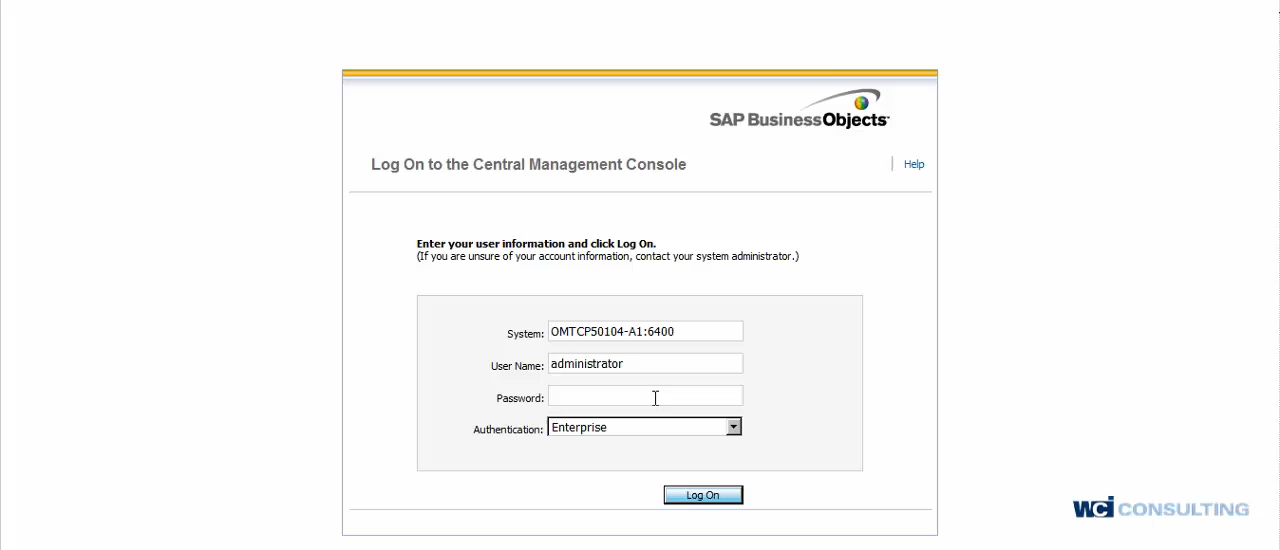 SAP BusinessObjects
Log On to the Central Management Console
Help
Enter your user information and click Log On.
(If you are unsure of your account information, contact your system administrator.)
System: OMTCP50104-A1:6400
User Name: administrator
Password:
Authentication: Enterprise
Log On
WCI CONSULTING